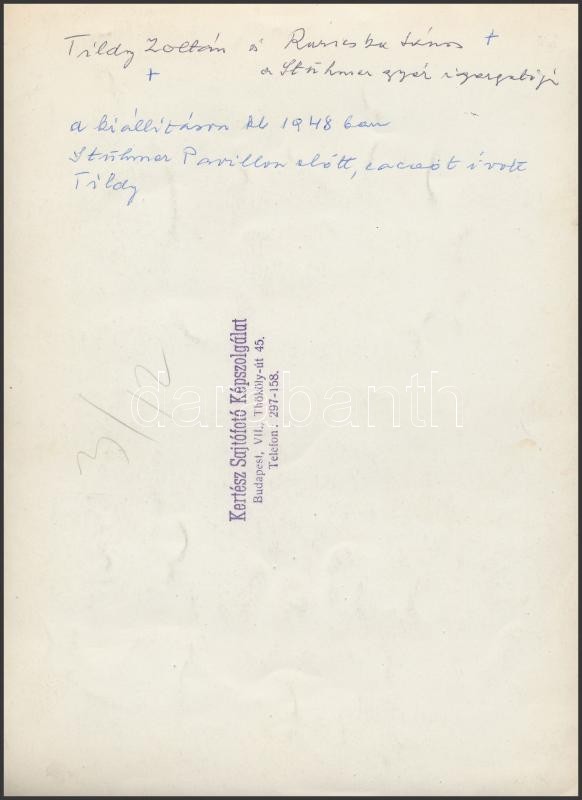 Tildy Zoltán és János +
+ a Stühmer gyár igazgatója
a kiállításon kb 1948 ban
Stühmer Pavillon előtt, cacaót ivott
Tildy.
3/12
Kertész Sajtófotó Képszolgálat
Budapest, VII., Thököly-út 45.
Telefon: 297-158.
darabanth